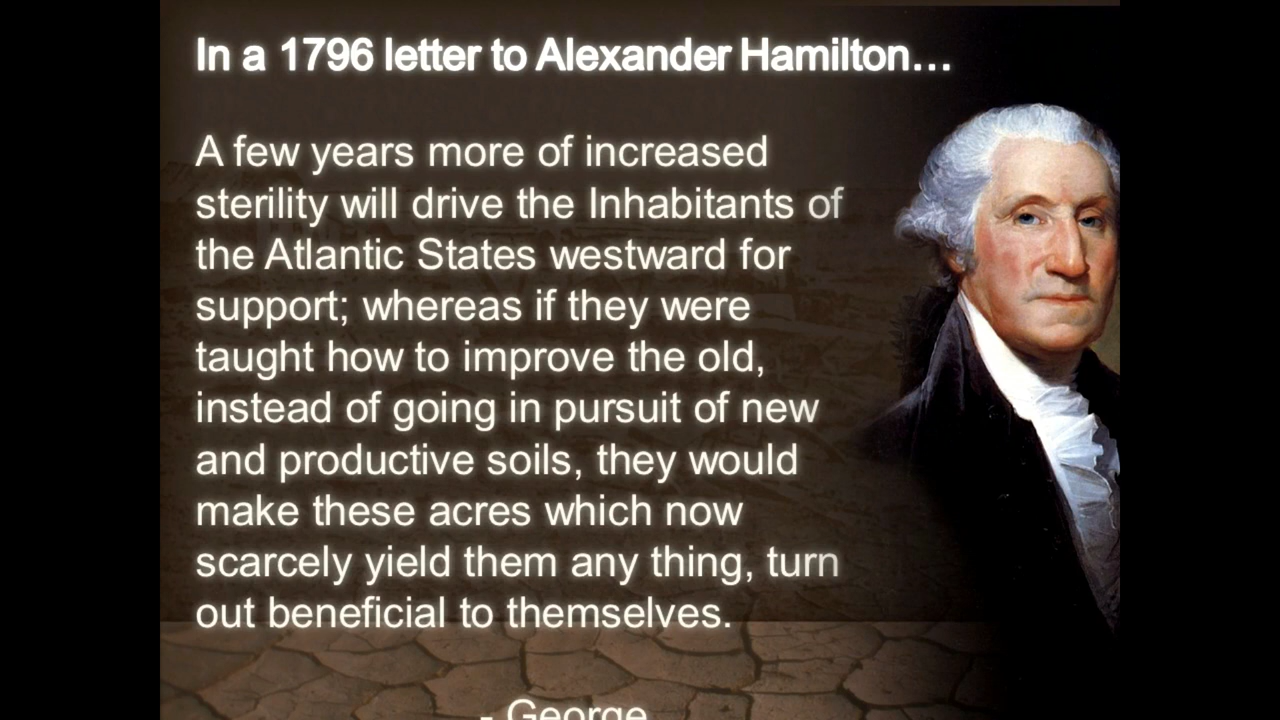 In a 1796 letter to Alexander Hamilton…
A few years more of increased
sterility will drive the Inhabitants of
the Atlantic States westward for
support; whereas if they were
taught how to improve the old,
instead of going in pursuit of new
and productive soils, they would
make these acres which now
scarcely yield them any thing, turn
out beneficial to themselves.
- George